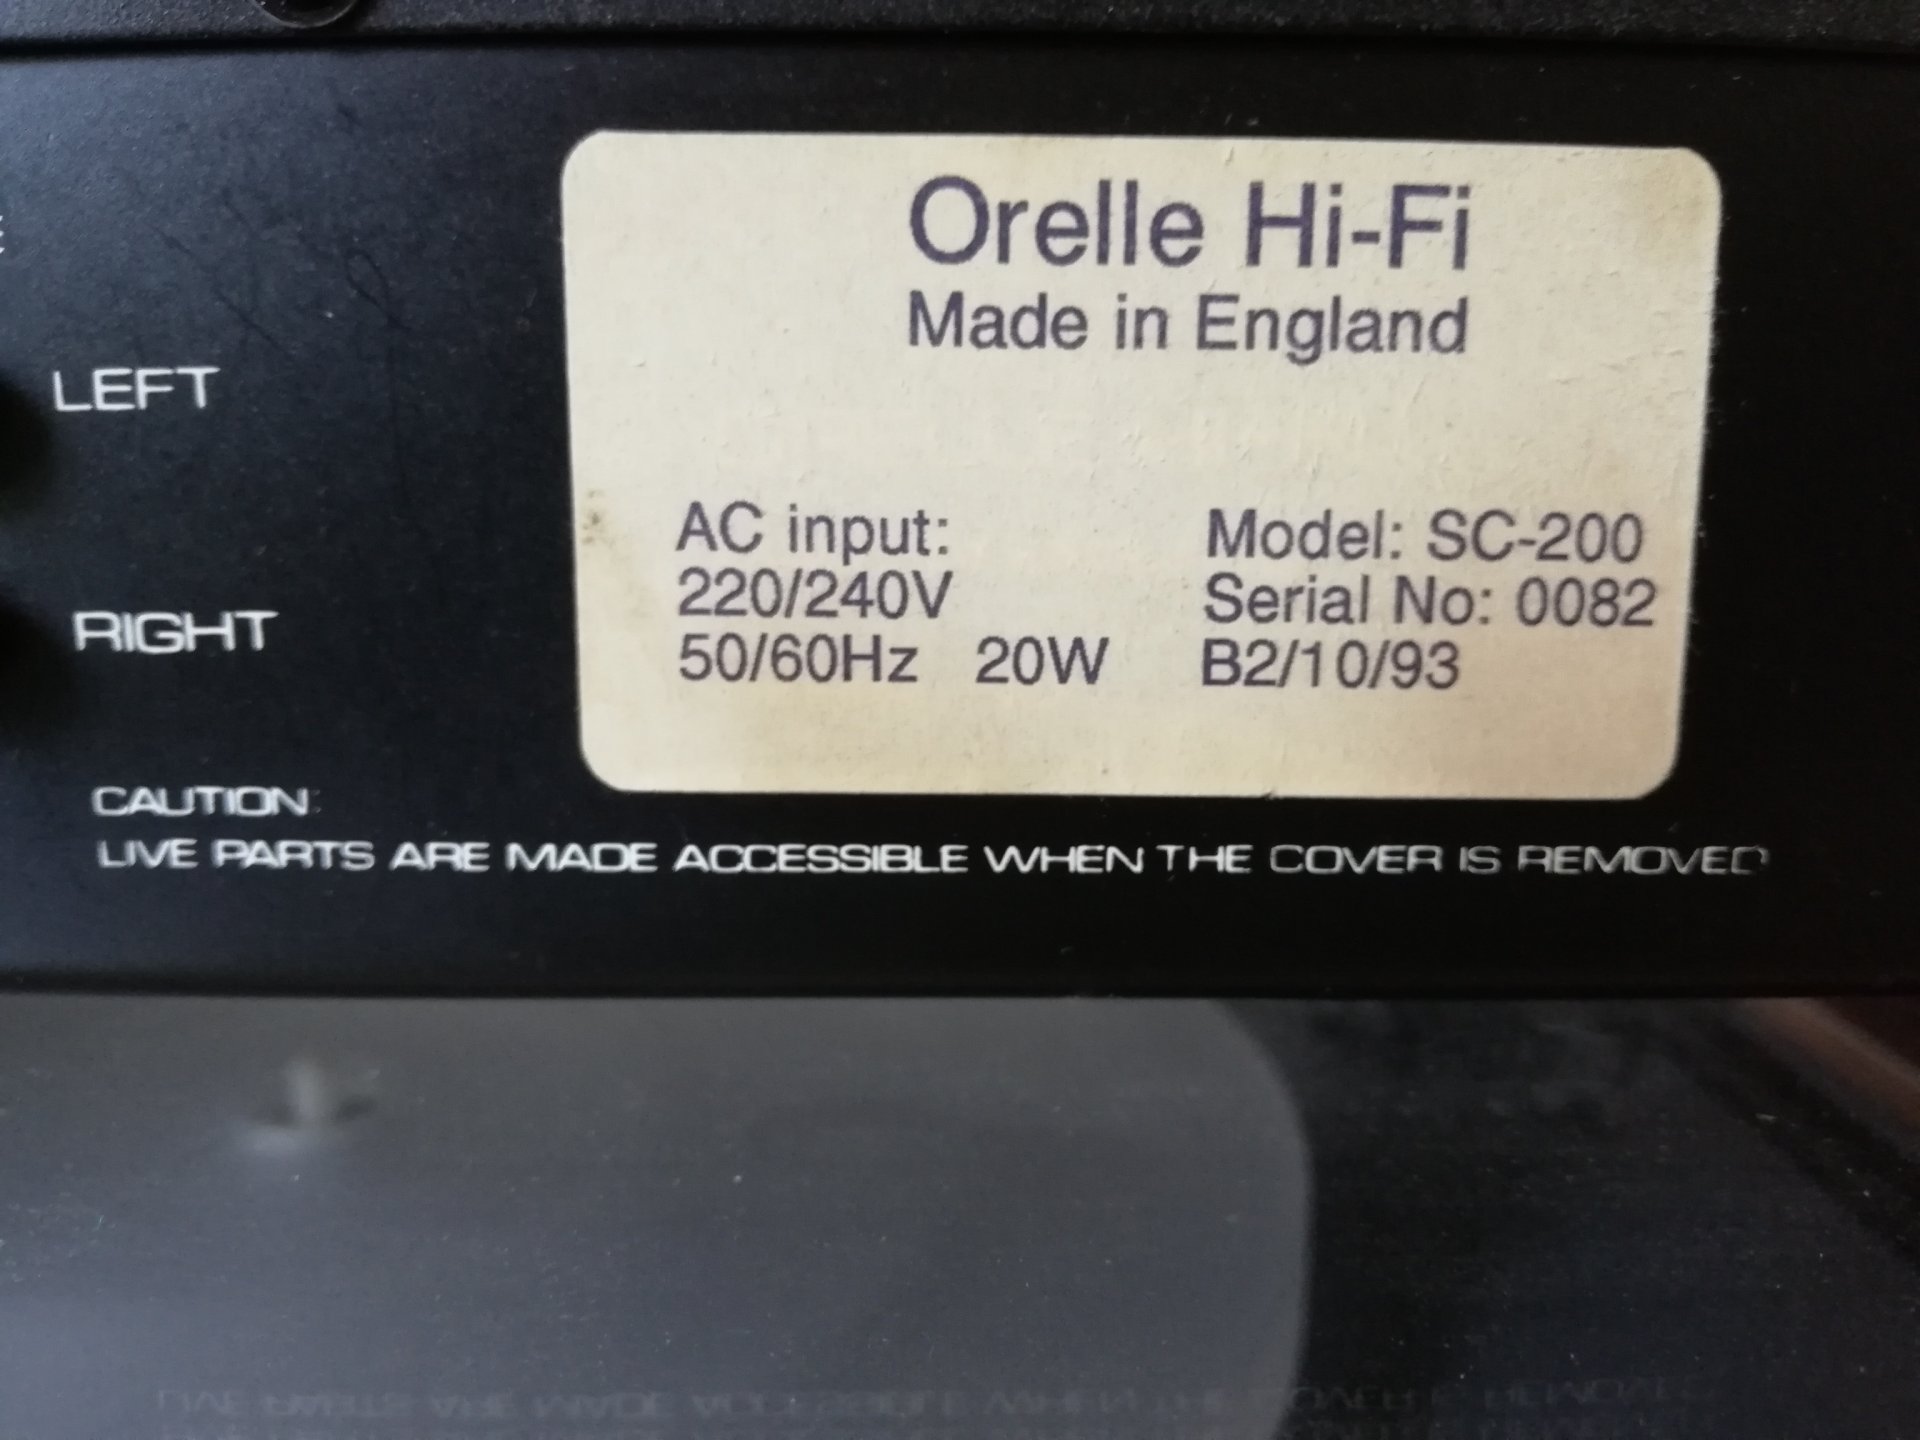 LEFT
RIGHT
Orelle Hi-Fi
Made in England
AC input:
220/240V
50/60Hz 20W
Model: SC-200
Serial No: 0082
B2/10/93
CAUTION:
LIVE PARTS ARE MADE ACCESSIBLE WHEN THE COVER IS REMOVED